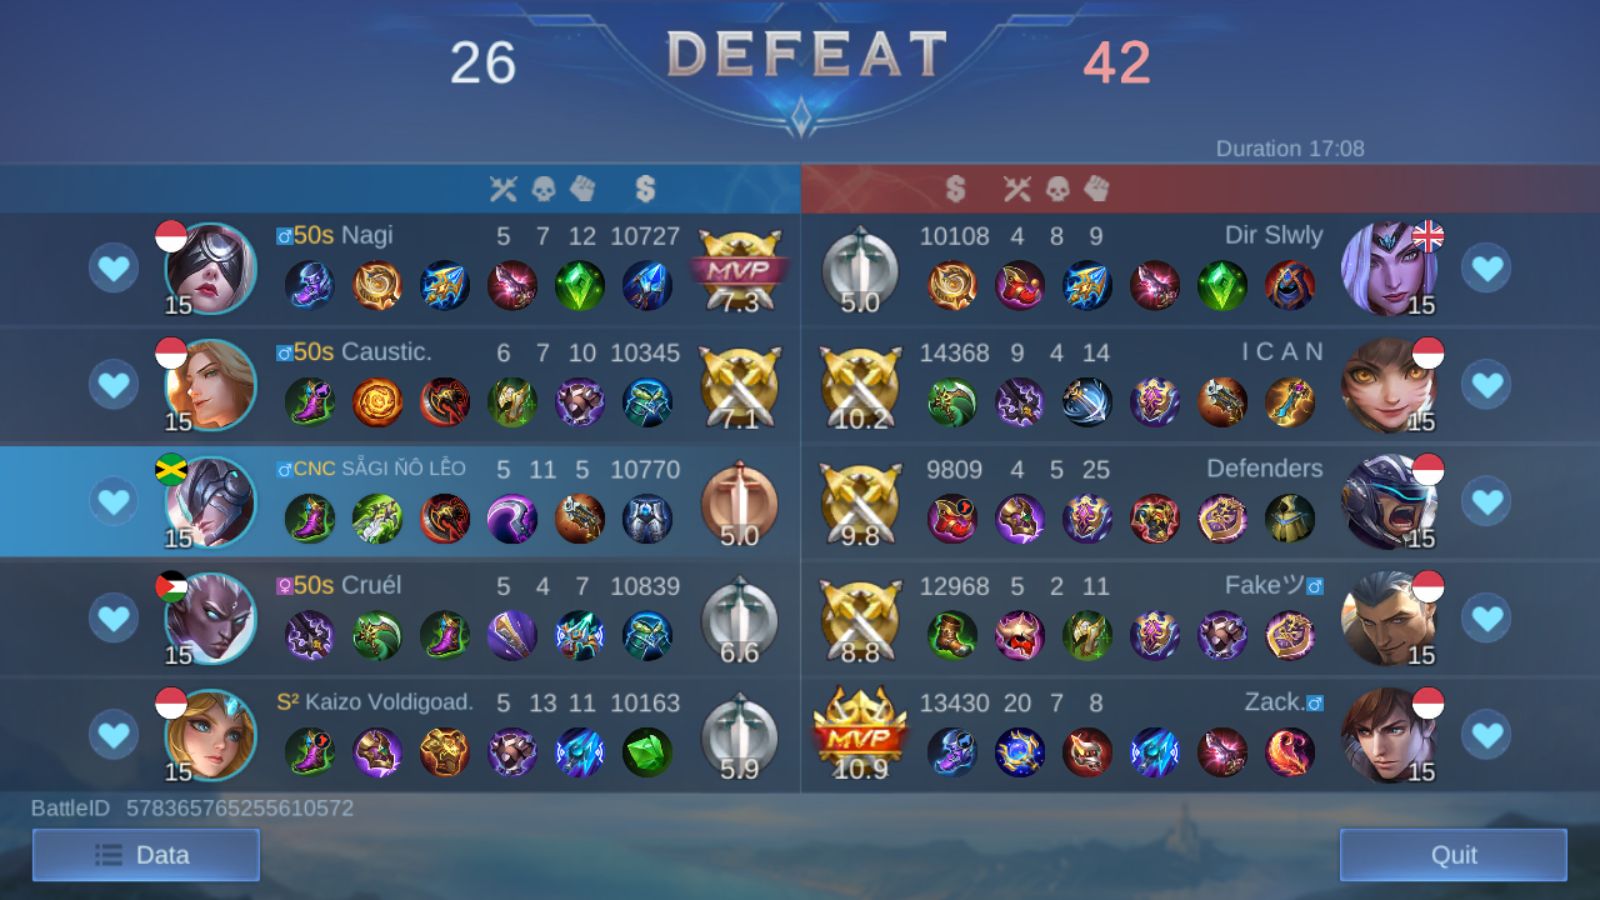 26 DEFEAT 42
Duration 17:08
50s Nagi 5 7 12 10727 MVP 7.3
15
5.0 10108 4 8 9 Dir Slwly
15
50s Caustic. 6 7 10 10345 7.1
15
10.2 14368 9 4 14 I C A N
15
CNC SẴGI ŇÔ LỄO 5 11 5 10770 5.0
15
9.8 9809 4 5 25 Defenders
15
50s Cruél 5 4 7 10839 6.6
15
8.8 12968 5 2 11 Fakeツ
15
S² Kaizo Voldigoad. 5 13 11 10163 5.9
15
MVP 10.9 13430 20 7 8 Zack.
15
BattleID 578365765255610572
Data
Quit